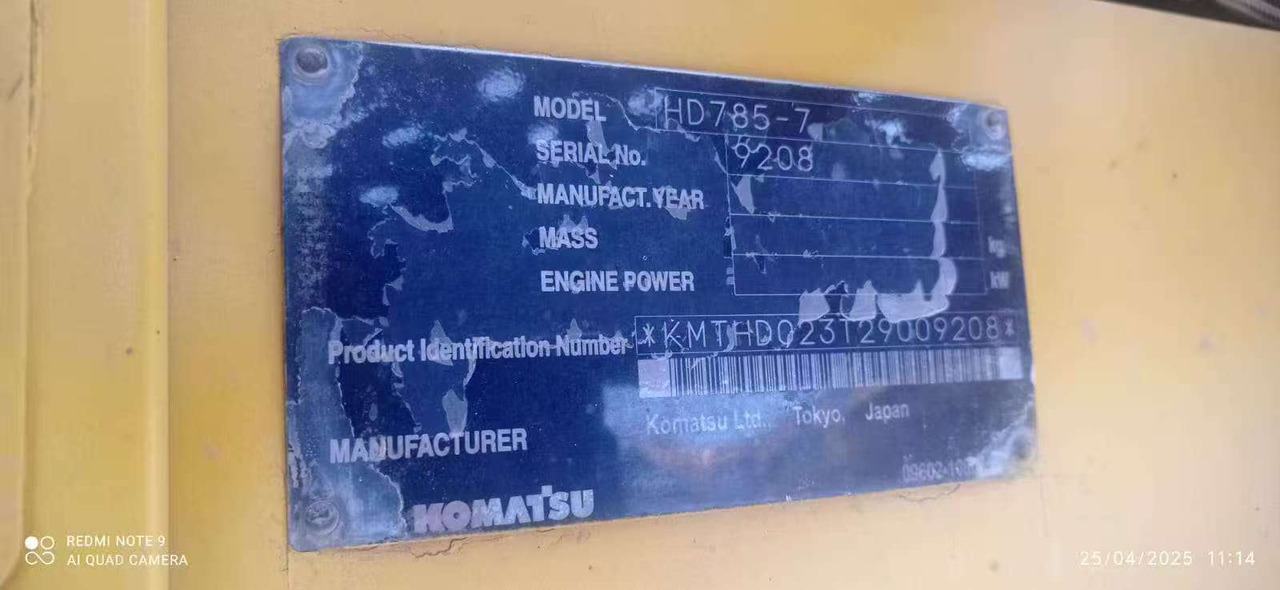 MODEL HD785-7
SERIAL No. 9208
MANUFACT.YEAR
MASS kg
ENGINE POWER kW
Product Identification Number *KMTHD023T29009208*
Komatsu Ltd., Tokyo, Japan
MANUFACTURER
KOMATSU
REDMI NOTE 9
AI QUAD CAMERA
25/04/2025 11:14